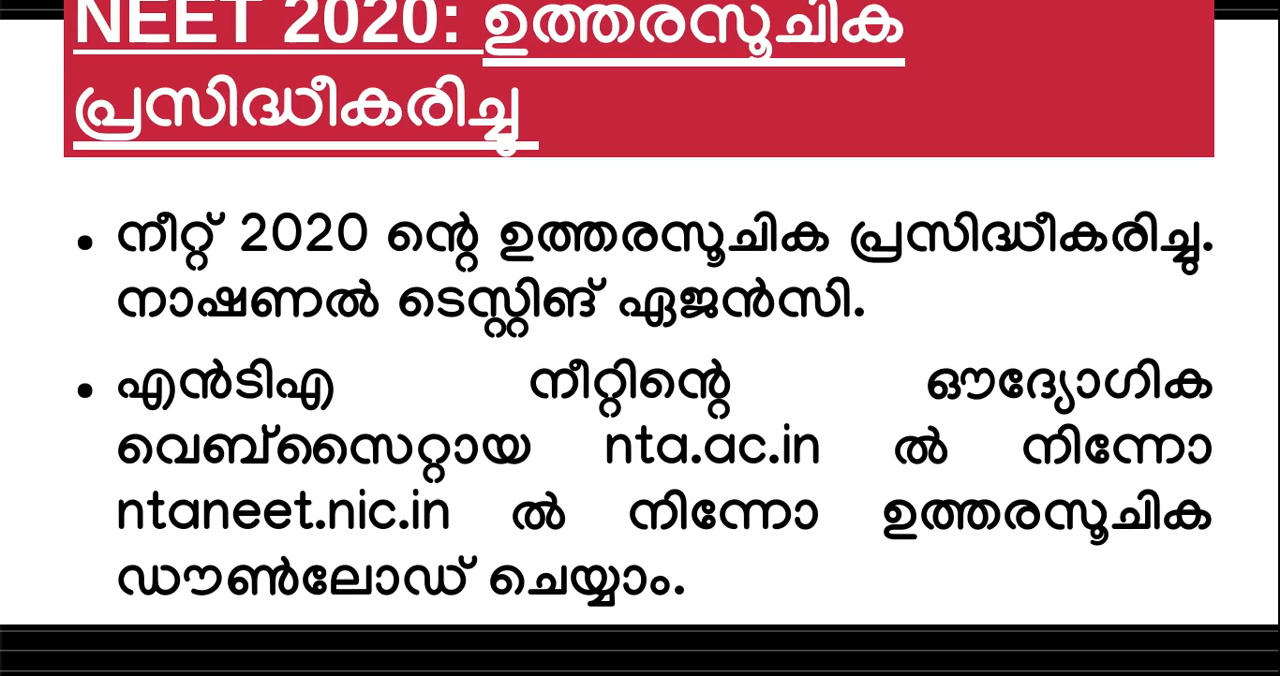 NEET 2020: ഉത്തരസൂചിക
പ്രസിദ്ധീകരിച്ചു
• നീറ്റ് 2020 ന്റെ ഉത്തരസൂചിക പ്രസിദ്ധീകരിച്ചു.
നാഷണൽ ടെസ്റ്റിങ് ഏജൻസി.
• എൻടിഎ നീറ്റിന്റെ ഔദ്യോഗിക
വെബ്സൈറ്റായ nta.ac.in ൽ നിന്നോ
ntaneet.nic.in ൽ നിന്നോ ഉത്തരസൂചിക
ഡൗൺലോഡ് ചെയ്യാം.